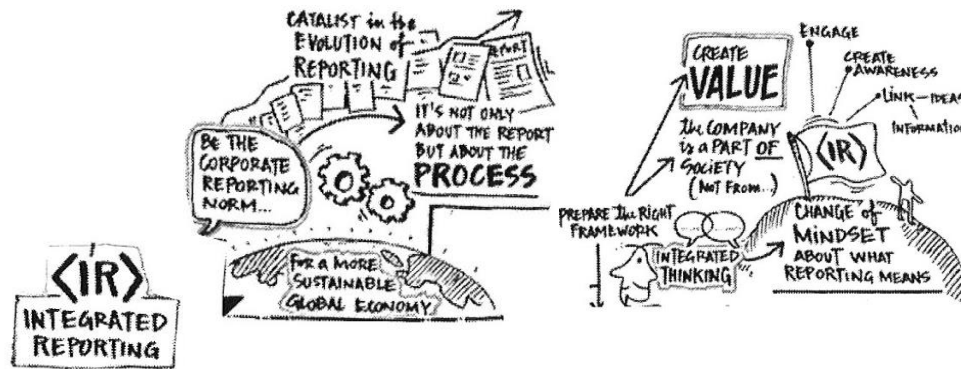 <IR>
INTEGRATED
REPORTING
CATALIST in the
EVOLUTION of
REPORTING
REPORT
IT'S NOT ONLY
ABOUT THE REPORT
BUT ABOUT THE
PROCESS
BE THE
CORPORATE
REPORTING
NORM...
FOR A MORE
SUSTAINABLE
GLOBAL ECONOMY
CREATE
VALUE
the COMPANY
is A PART OF
SOCIETY
(NOT FROM...)
PREPARE the RIGHT
FRAMEWORK
INTEGRATED
THINKING
ENGAGE
CREATE
AWARENESS
LINK – IDEAS
INFORMATION
<IR>
CHANGE of
MINDSET
ABOUT WHAT
REPORTING MEANS